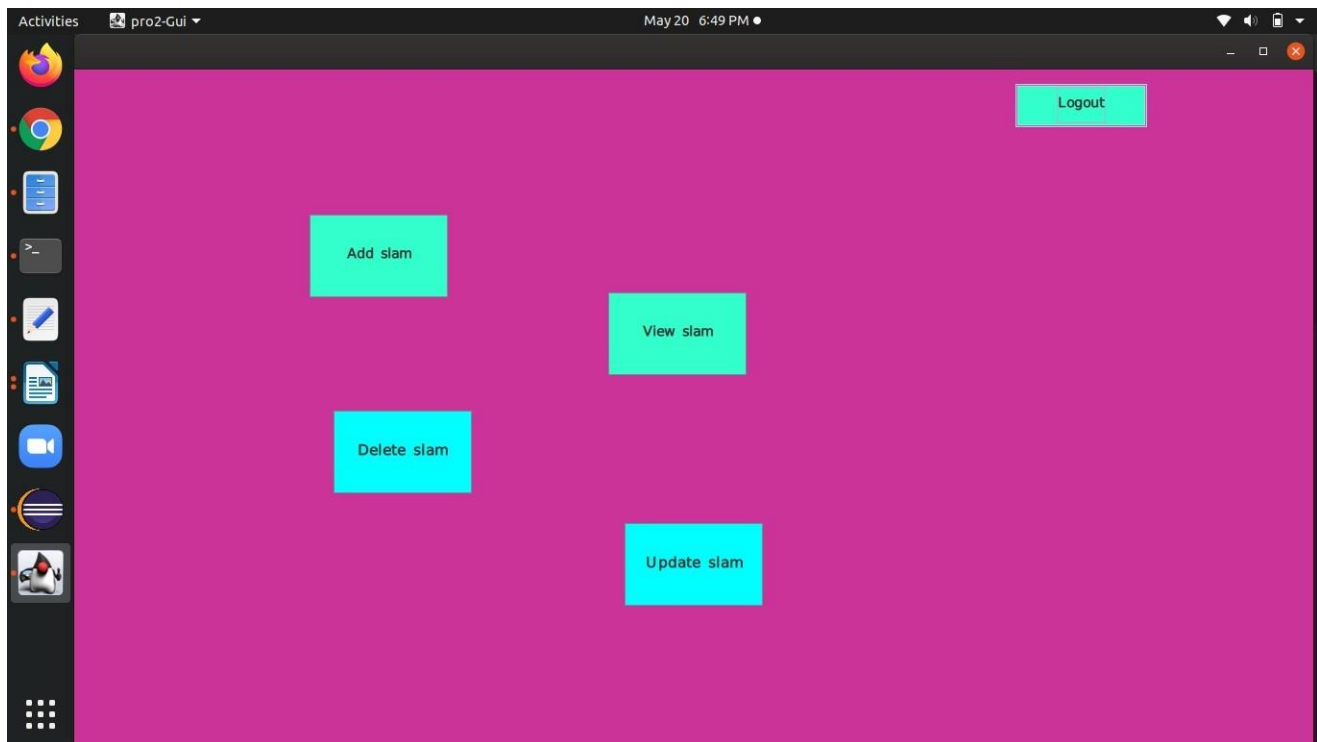 Activities pro2-Gui May 20 6:49 PM
Logout
Add slam
View slam
Delete slam
Update slam